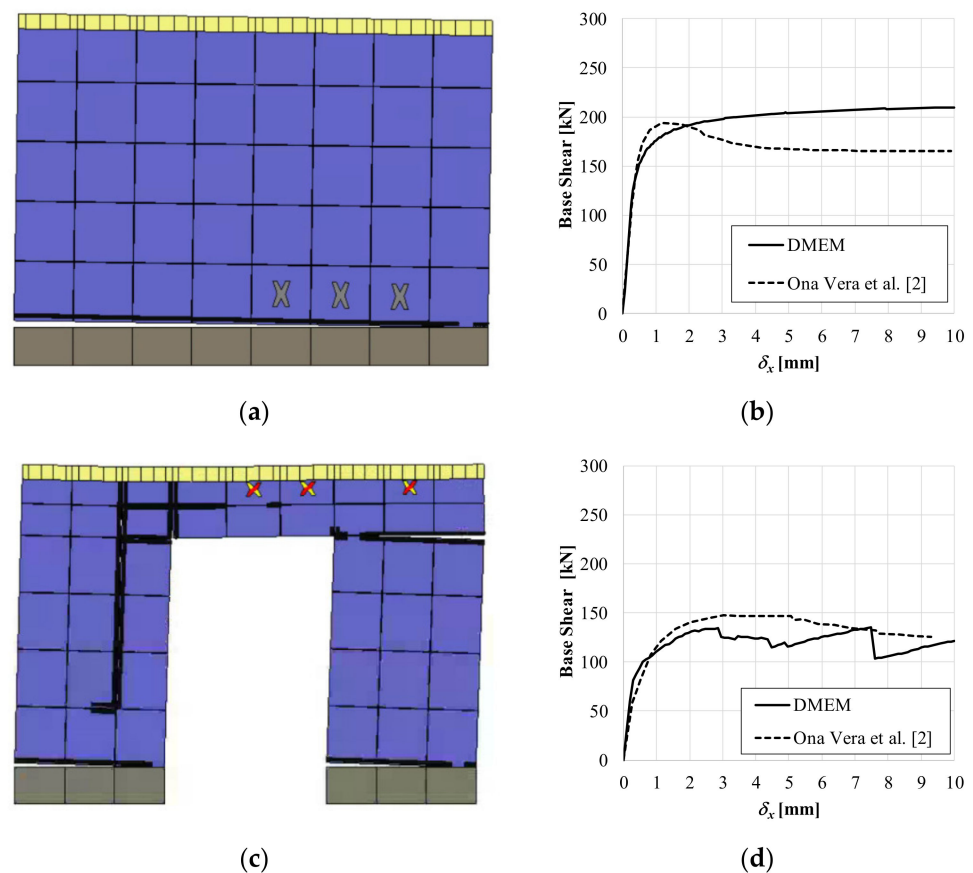 300
250
200
150
100
50
0
Base Shear [kN]
DMEM
Ona Vera et al. [2]
0 1 2 3 4 5 6 7 8 9 10
δx [mm]
(a)
(b)
300
250
200
150
100
50
0
Base Shear [kN]
DMEM
Ona Vera et al. [2]
0 1 2 3 4 5 6 7 8 9 10
δx [mm]
(c)
(d)